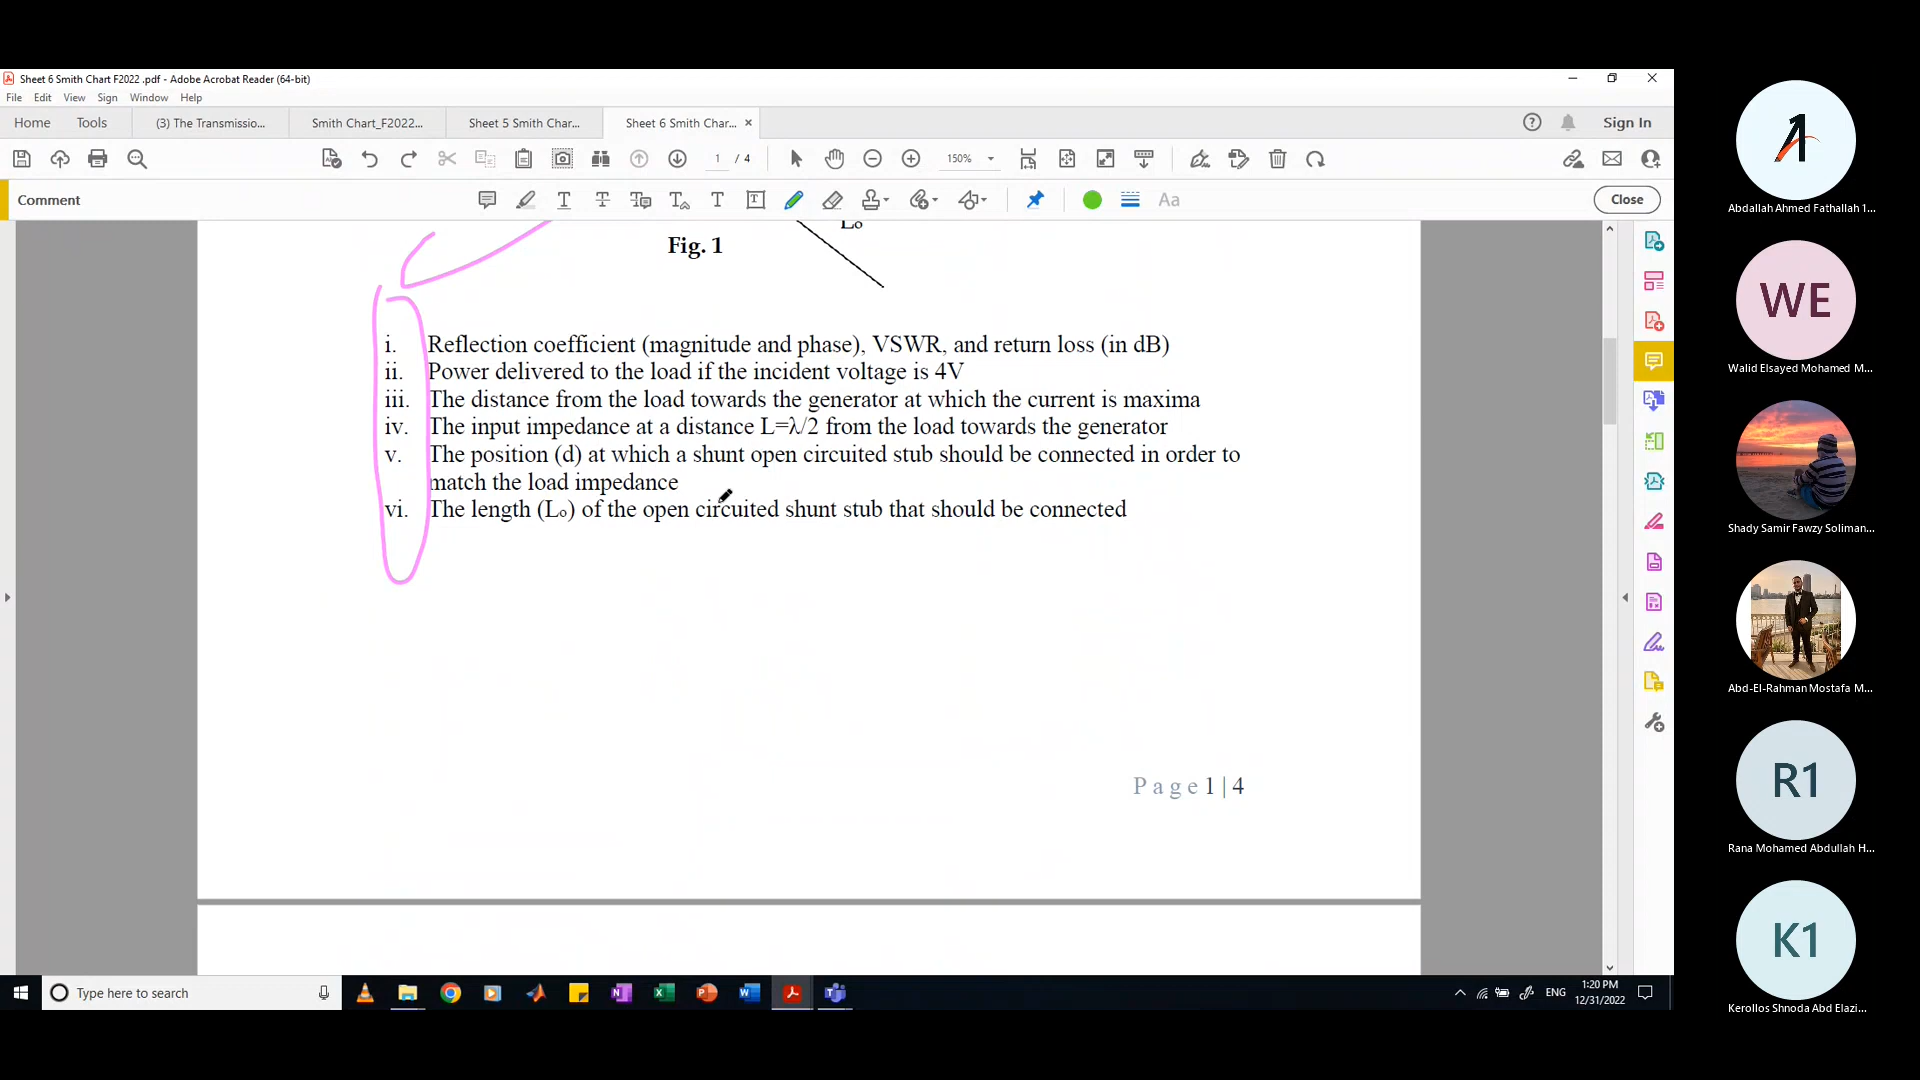 Sheet 6 Smith Chart F2022 .pdf - Adobe Acrobat Reader (64-bit)
File Edit View Sign Window Help
Home Tools (3) The Transmissio... Smith Chart_F2022... Sheet 5 Smith Char... Sheet 6 Smith Char... × Sign In
1 / 4 150%
Comment Aa Close
Lo
Fig. 1
i. Reflection coefficient (magnitude and phase), VSWR, and return loss (in dB)
ii. Power delivered to the load if the incident voltage is 4V
iii. The distance from the load towards the generator at which the current is maxima
iv. The input impedance at a distance L=λ/2 from the load towards the generator
v. The position (d) at which a shunt open circuited stub should be connected in order to
match the load impedance
vi. The length (Lo) of the open circuited shunt stub that should be connected
Page 1 | 4
Type here to search
ENG
1:20 PM
12/31/2022
Abdallah Ahmed Fathallah 1...
WE
Walid Elsayed Mohamed M...
Shady Samir Fawzy Soliman...
Abd-El-Rahman Mostafa M...
R1
Rana Mohamed Abdullah H...
K1
Kerollos Shnoda Abd Elazi...